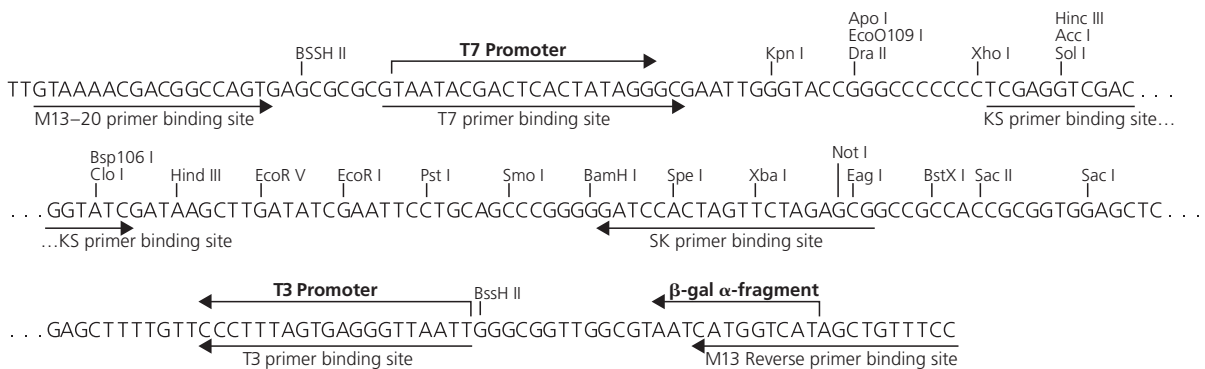 Apo I
Hinc III
EcoO109 I
Acc I
BSSH II
T7 Promoter
Kpn I
Dra II
Xho I
Sol I
TTGTAAAACGACGGCCAGTGAGCGCGCGTAATACGACTCACTATAGGGCGAATTGGGTACCGGGCCCCCCCTCGAGGTCGAC...
M13–20 primer binding site
T7 primer binding site
KS primer binding site...
Bsp106 I
Not I
Clo I
Hind III
EcoR V
EcoR I
Pst I
Smo I
BamH I
Spe I
Xba I
Eag I
BstX I
Sac II
Sac I
...GGTATCGATAAGCTTGATATCGAATTCCTGCAGCCCGGGGGATCCACTAGTTCTAGAGCGGCCGCCACCGCGGTGGAGCTC...
...KS primer binding site
SK primer binding site
T3 Promoter
BssH II
β-gal α-fragment
...GAGCTTTTGTTCCCTTTAGTGAGGGTTAATTGGGCGGTTGGCGTAATCATGGTCATAGCTGTTTCC
T3 primer binding site
M13 Reverse primer binding site